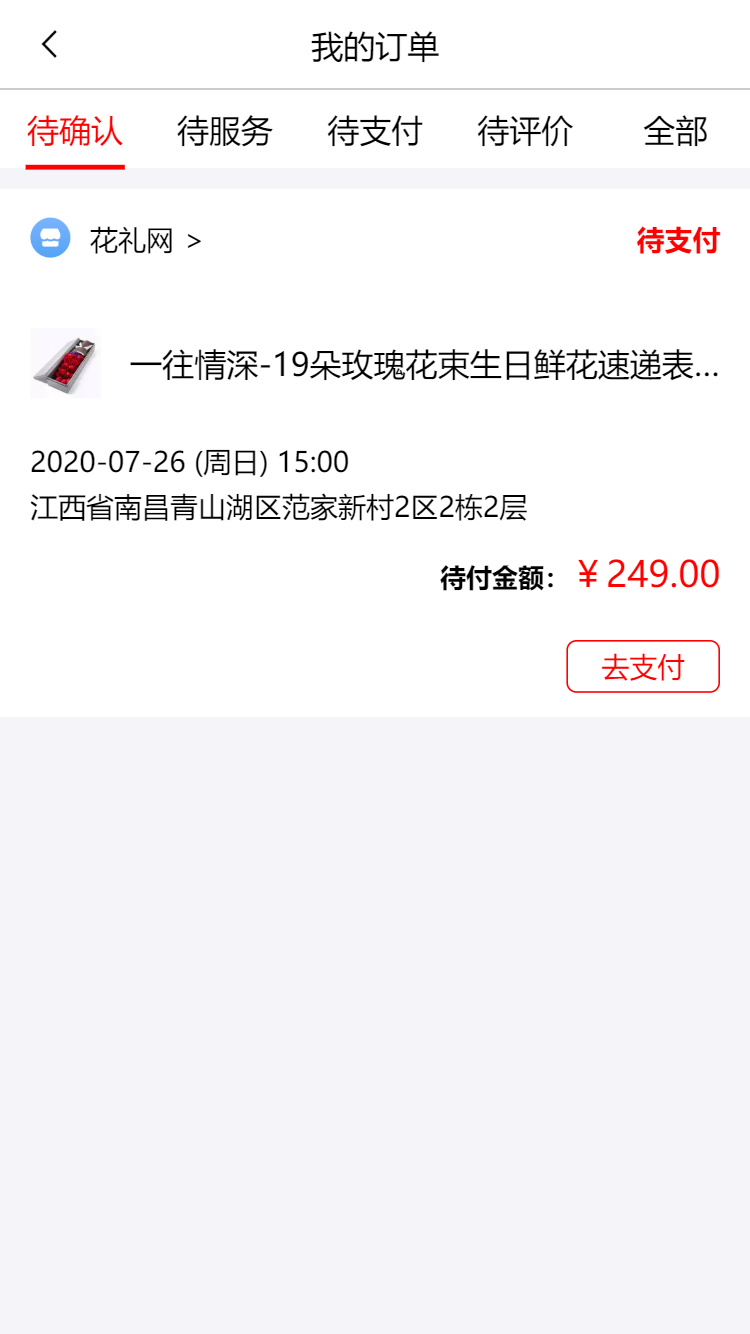 我的订单
待确认 待服务 待支付 待评价 全部
花礼网 > 待支付
一往情深-19朵玫瑰花束生日鲜花速递表...
2020-07-26 (周日) 15:00
江西省南昌青山湖区范家新村2区2栋2层
待付金额： ¥249.00
去支付